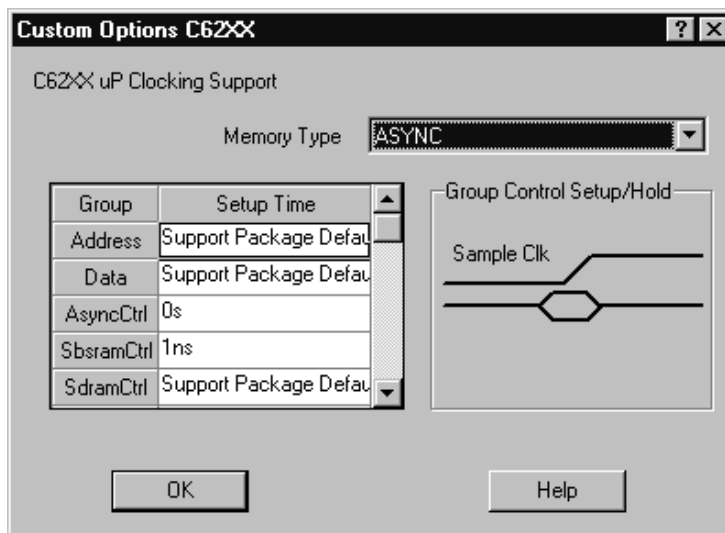 Custom Options C62XX
C62XX uP Clocking Support
Memory Type ASYNC
Group Setup Time
Address Support Package Defau
Data Support Package Defau
AsyncCtrl 0s
SbsramCtrl 1ns
SdramCtrl Support Package Defau
Group Control Setup/Hold
Sample Clk
OK
Help